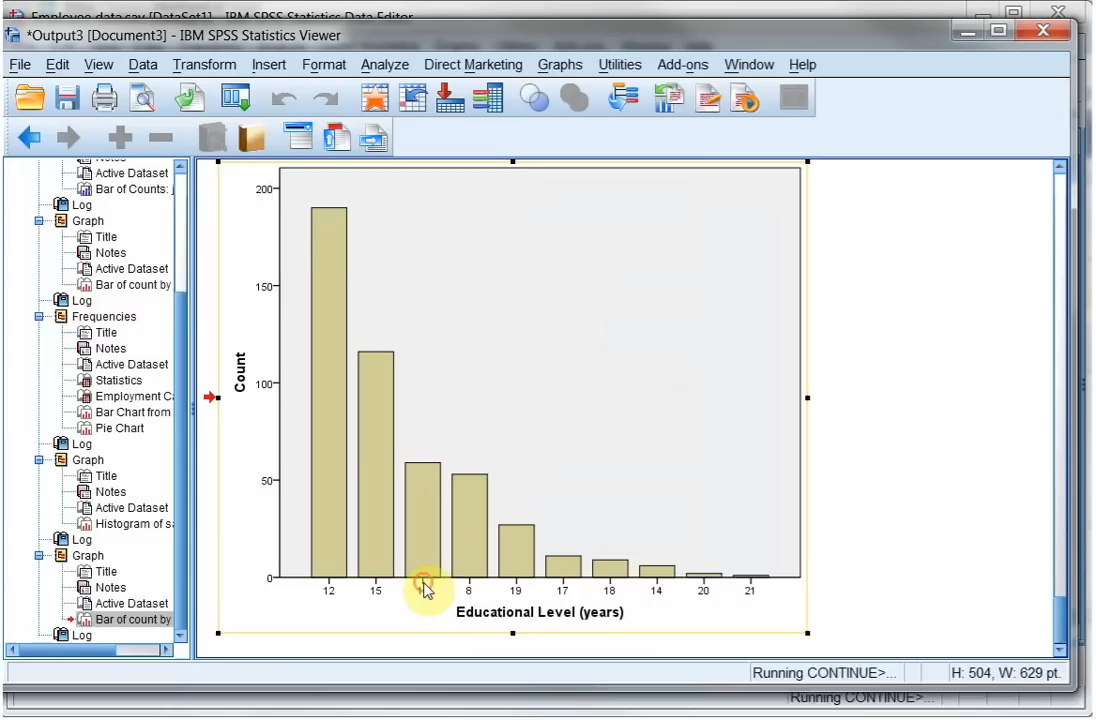 Employee data.sav [DataSet1] - IBM SPSS Statistics Data Editor
*Output3 [Document3] - IBM SPSS Statistics Viewer
File Edit View Data Transform Insert Format Analyze Direct Marketing Graphs Utilities Add-ons Window Help
Notes
Active Dataset
Bar of Counts: j
Log
Graph
Title
Notes
Active Dataset
Bar of count by
Log
Frequencies
Title
Notes
Active Dataset
Statistics
Employment Ca
Bar Chart from
Pie Chart
Log
Graph
Title
Notes
Active Dataset
Histogram of sa
Log
Graph
Title
Notes
Active Dataset
Bar of count by
Log
Count
200
150
100
50
0
12 15 8 19 17 18 14 20 21
Educational Level (years)
Running CONTINUE>... H: 504, W: 629 pt.
Running CONTINUE>...